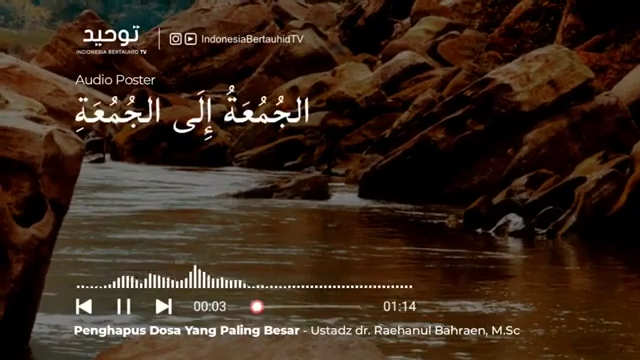 توحيد
INDONESIA BERTAUHID TV
IndonesiaBertauhidTV
Audio Poster
الجُمُعَةُ إِلَى الجُمُعَةِ
00:03
01:14
Penghapus Dosa Yang Paling Besar - Ustadz dr. Raehanul Bahraen, M.Sc